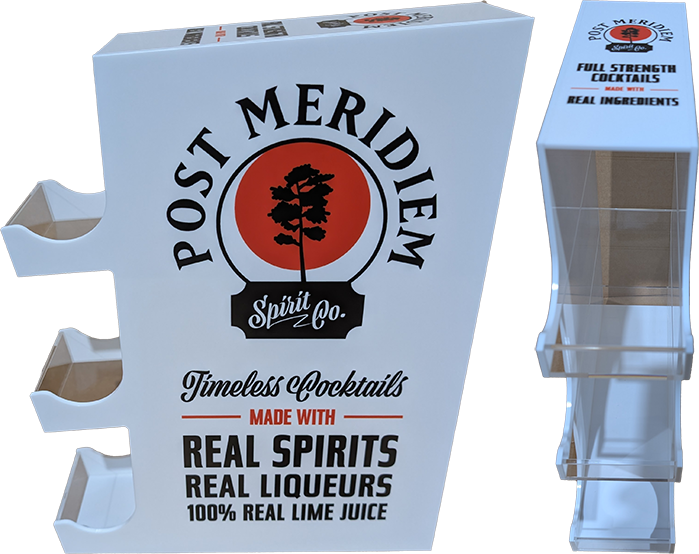 POST MERIDIEM
Spirit Co.
Timeless Cocktails
MADE WITH
REAL SPIRITS
REAL LIQUEURS
100% REAL LIME JUICE
POST MERIDIEM
Spirit Co.
FULL STRENGTH
COCKTAILS
MADE WITH
REAL INGREDIENTS